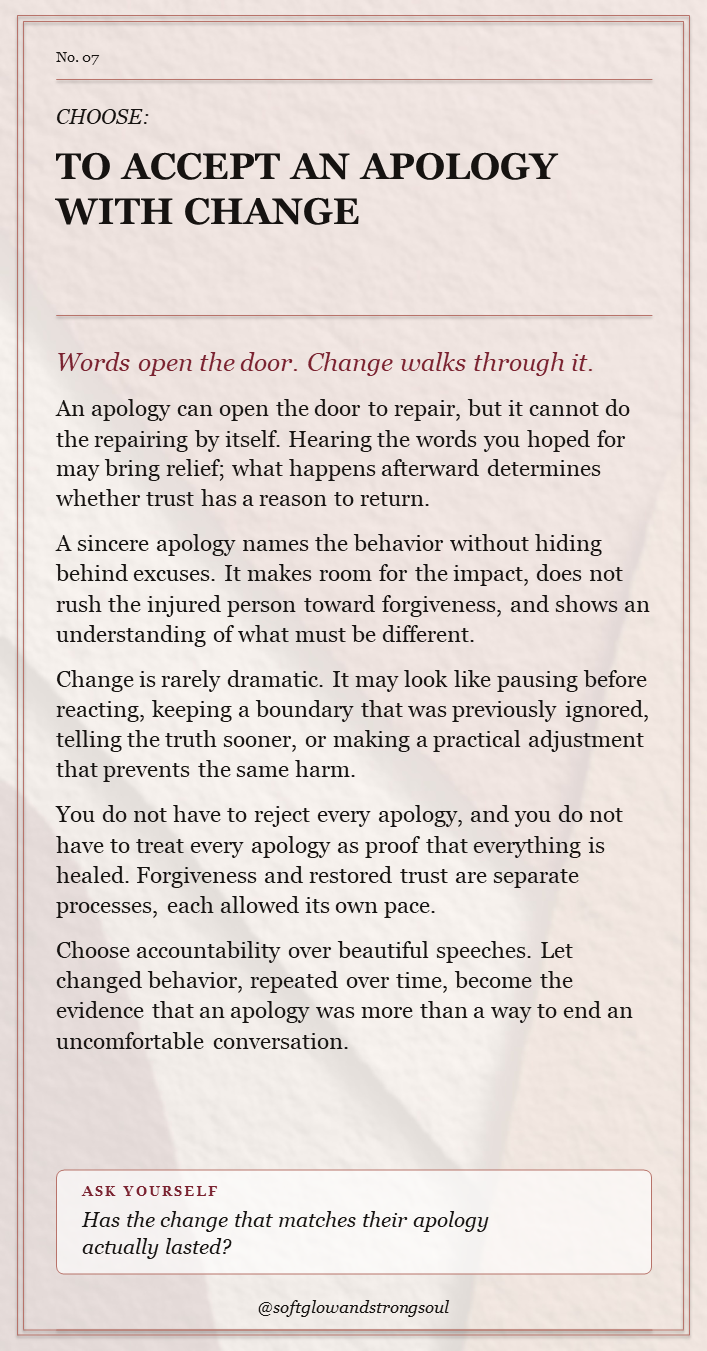 No. 07
CHOOSE:
TO ACCEPT AN APOLOGY
WITH CHANGE
Words open the door. Change walks through it.
An apology can open the door to repair, but it cannot do
the repairing by itself. Hearing the words you hoped for
may bring relief; what happens afterward determines
whether trust has a reason to return.
A sincere apology names the behavior without hiding
behind excuses. It makes room for the impact, does not
rush the injured person toward forgiveness, and shows an
understanding of what must be different.
Change is rarely dramatic. It may look like pausing before
reacting, keeping a boundary that was previously ignored,
telling the truth sooner, or making a practical adjustment
that prevents the same harm.
You do not have to reject every apology, and you do not
have to treat every apology as proof that everything is
healed. Forgiveness and restored trust are separate
processes, each allowed its own pace.
Choose accountability over beautiful speeches. Let
changed behavior, repeated over time, become the
evidence that an apology was more than a way to end an
uncomfortable conversation.
ASK YOURSELF
Has the change that matches their apology
actually lasted?
@softglowandstrongsoul